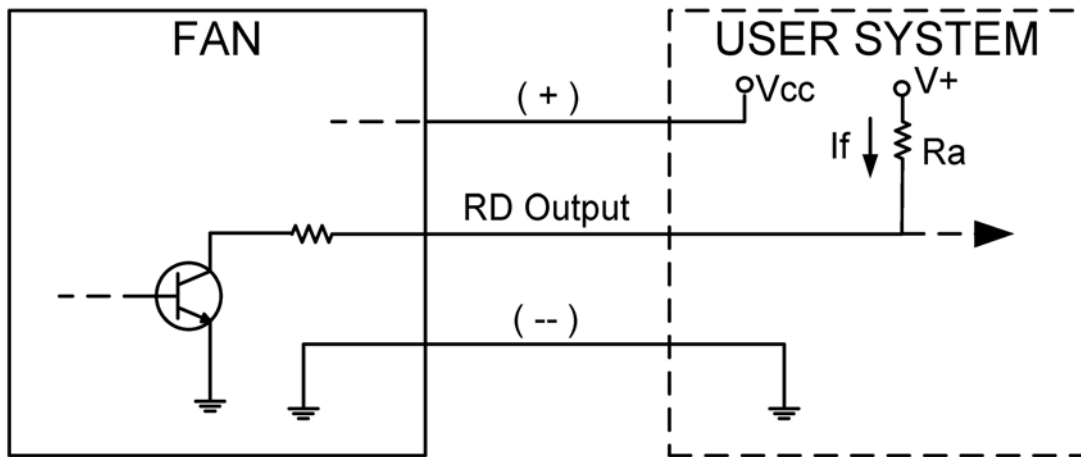 FAN
USER SYSTEM
( + )
Vcc
V+
If
Ra
RD Output
( -- )